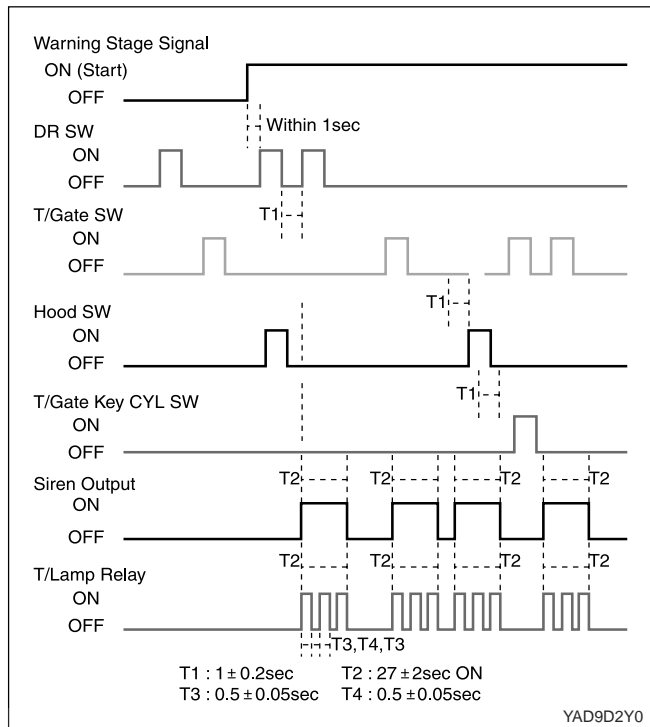 Warning Stage Signal
ON (Start)
OFF
Within 1sec
DR SW
ON
OFF
T1
T/Gate SW
ON
OFF
T1
Hood SW
ON
OFF
T1
T/Gate Key CYL SW
ON
OFF
T2 T2 T2 T2
Siren Output
ON
OFF
T2 T2 T2 T2
T/Lamp Relay
ON
OFF
T3,T4,T3
T1 : 1 ± 0.2sec T2 : 27 ± 2sec ON
T3 : 0.5 ± 0.05sec T4 : 0.5 ± 0.05sec
YAD9D2Y0